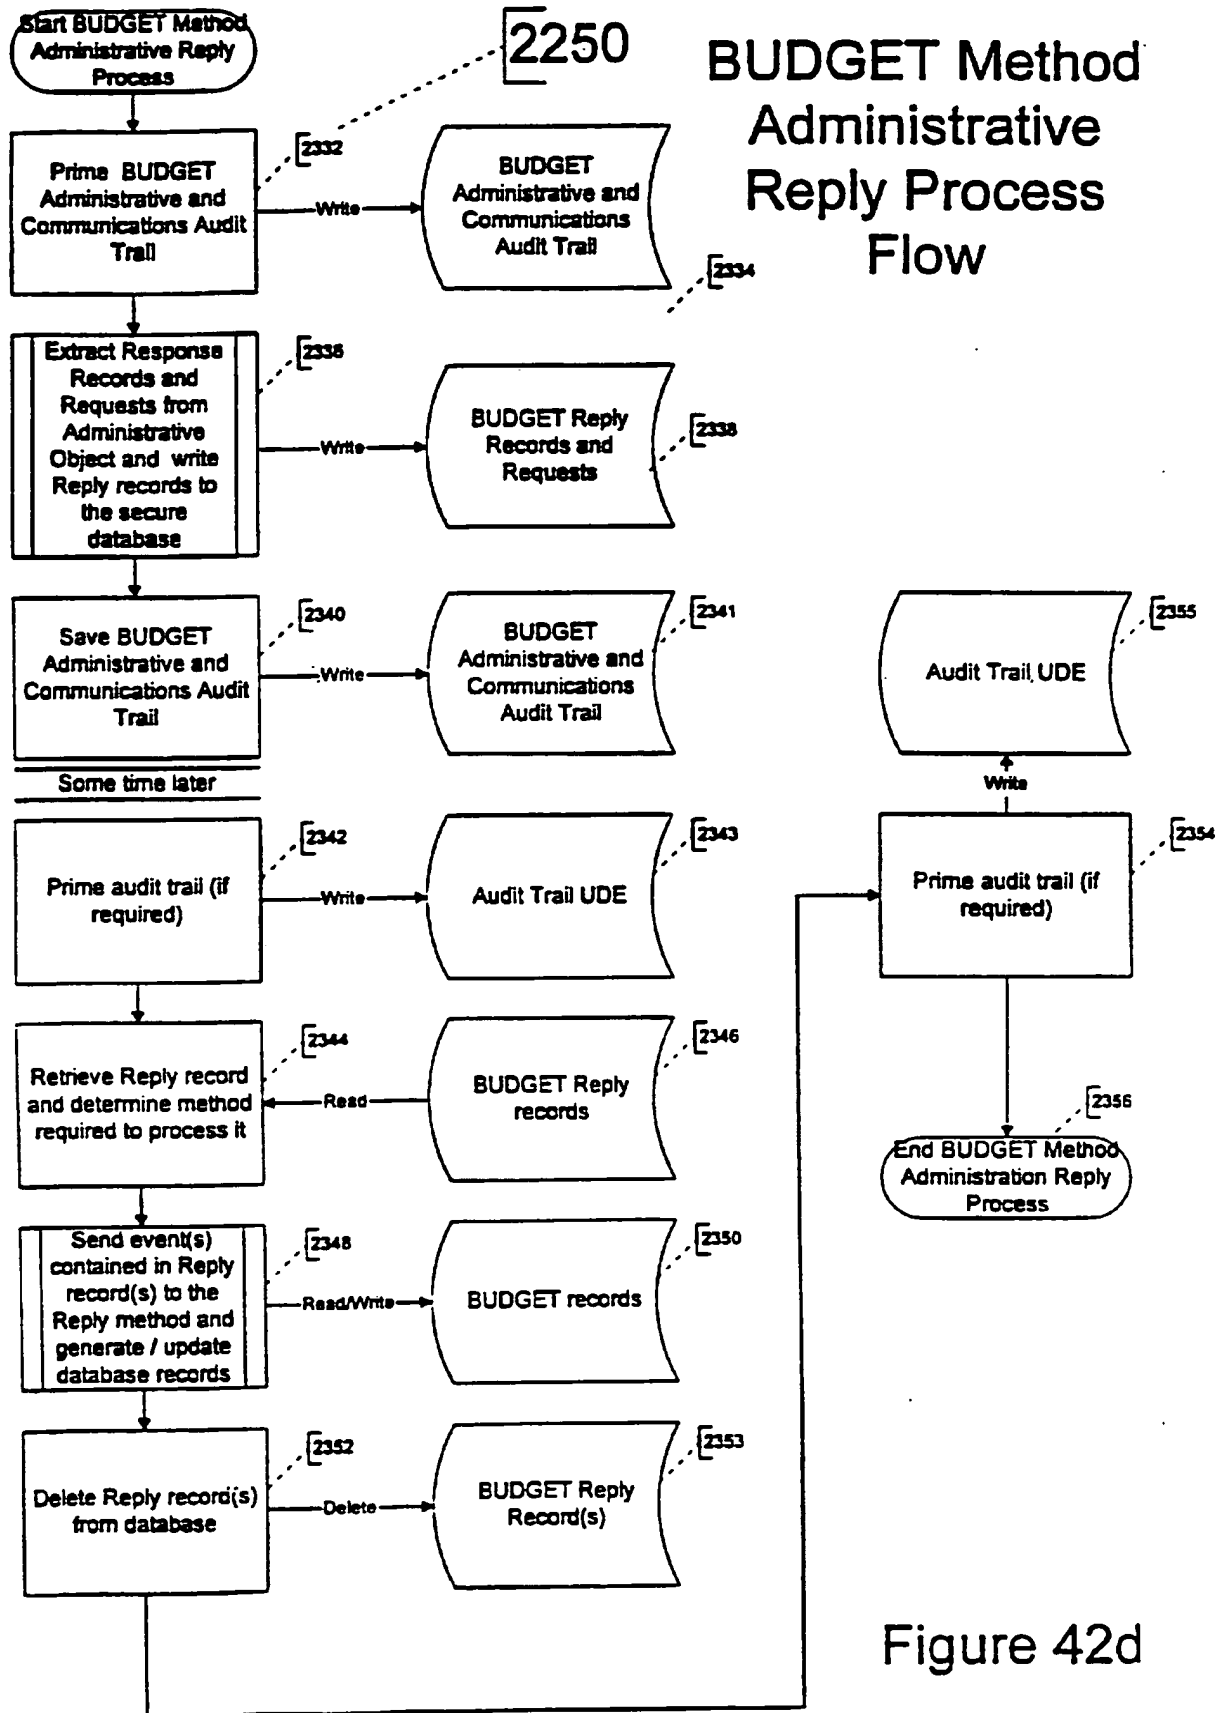 Start BUDGET Method
Administrative Reply
Process
2250
BUDGET Method
Administrative
Reply Process
Flow
Prime BUDGET
Administrative and
Communications Audit
Trail
2332
Write
BUDGET
Administrative and
Communications
Audit Trail
2334
Extract Response
Records and
Requests from
Administrative
Object and write
Reply records to
the secure
database
2336
Write
BUDGET Reply
Records and
Requests
2338
Save BUDGET
Administrative and
Communications Audit
Trail
2340
Write
BUDGET
Administrative and
Communications
Audit Trail
2341
Audit Trail UDE
2355
Write
Some time later
Prime audit trail (if
required)
2342
Write
Audit Trail UDE
2343
Prime audit trail (if
required)
2354
Retrieve Reply record
and determine method
required to process it
2344
Read
BUDGET Reply
records
2346
End BUDGET Method
Administration Reply
Process
2356
Send event(s)
contained in Reply
record(s) to the
Reply method and
generate / update
database records
2348
Read/Write
BUDGET records
2350
Delete Reply record(s)
from database
2352
Delete
BUDGET Reply
Record(s)
2353
Figure 42d